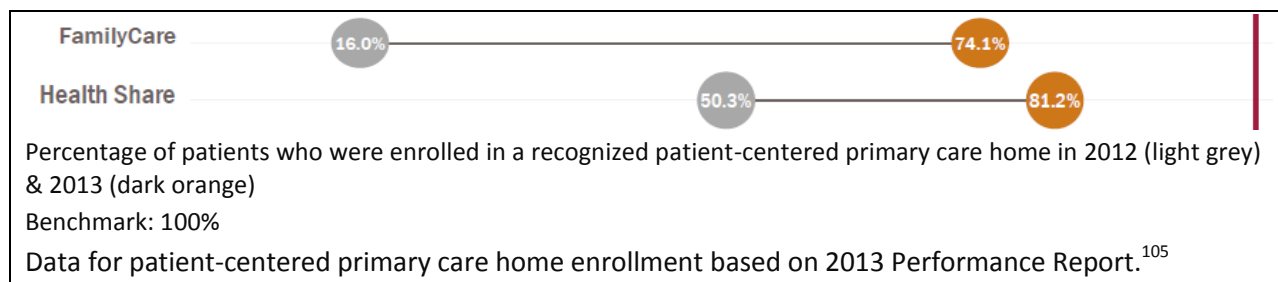 FamilyCare 16.0% 74.1%
Health Share 50.3% 81.2%
Percentage of patients who were enrolled in a recognized patient-centered primary care home in 2012 (light grey)
& 2013 (dark orange)
Benchmark: 100%
Data for patient-centered primary care home enrollment based on 2013 Performance Report.105